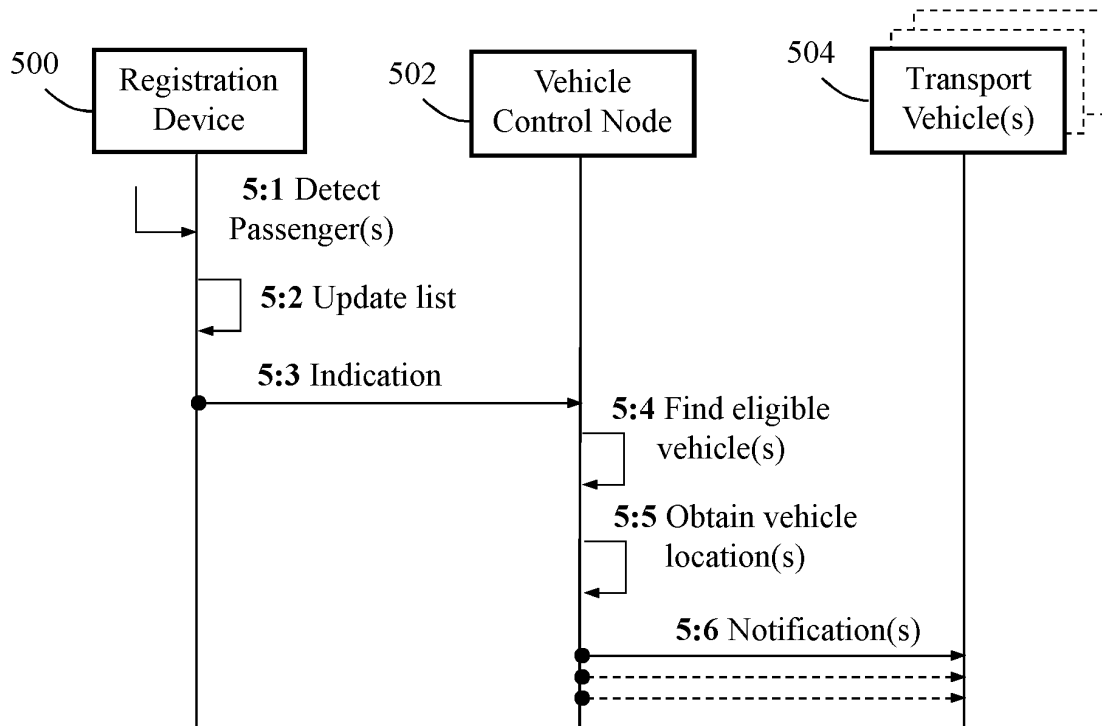 500
Registration
Device
502
Vehicle
Control Node
504
Transport
Vehicle(s)
5:1 Detect
Passenger(s)
5:2 Update list
5:3 Indication
5:4 Find eligible
vehicle(s)
5:5 Obtain vehicle
location(s)
5:6 Notification(s)